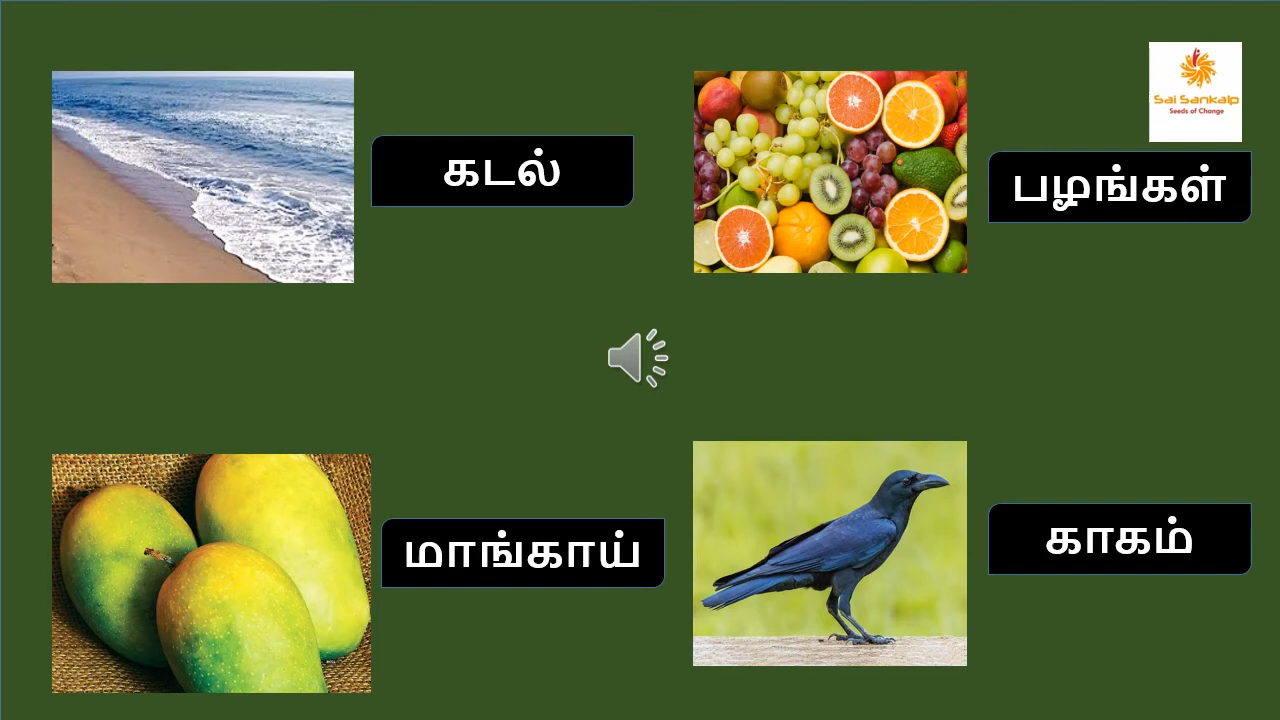 Sai Sankalp
Seeds of Change
கடல்
பழங்கள்
மாங்காய்
காகம்